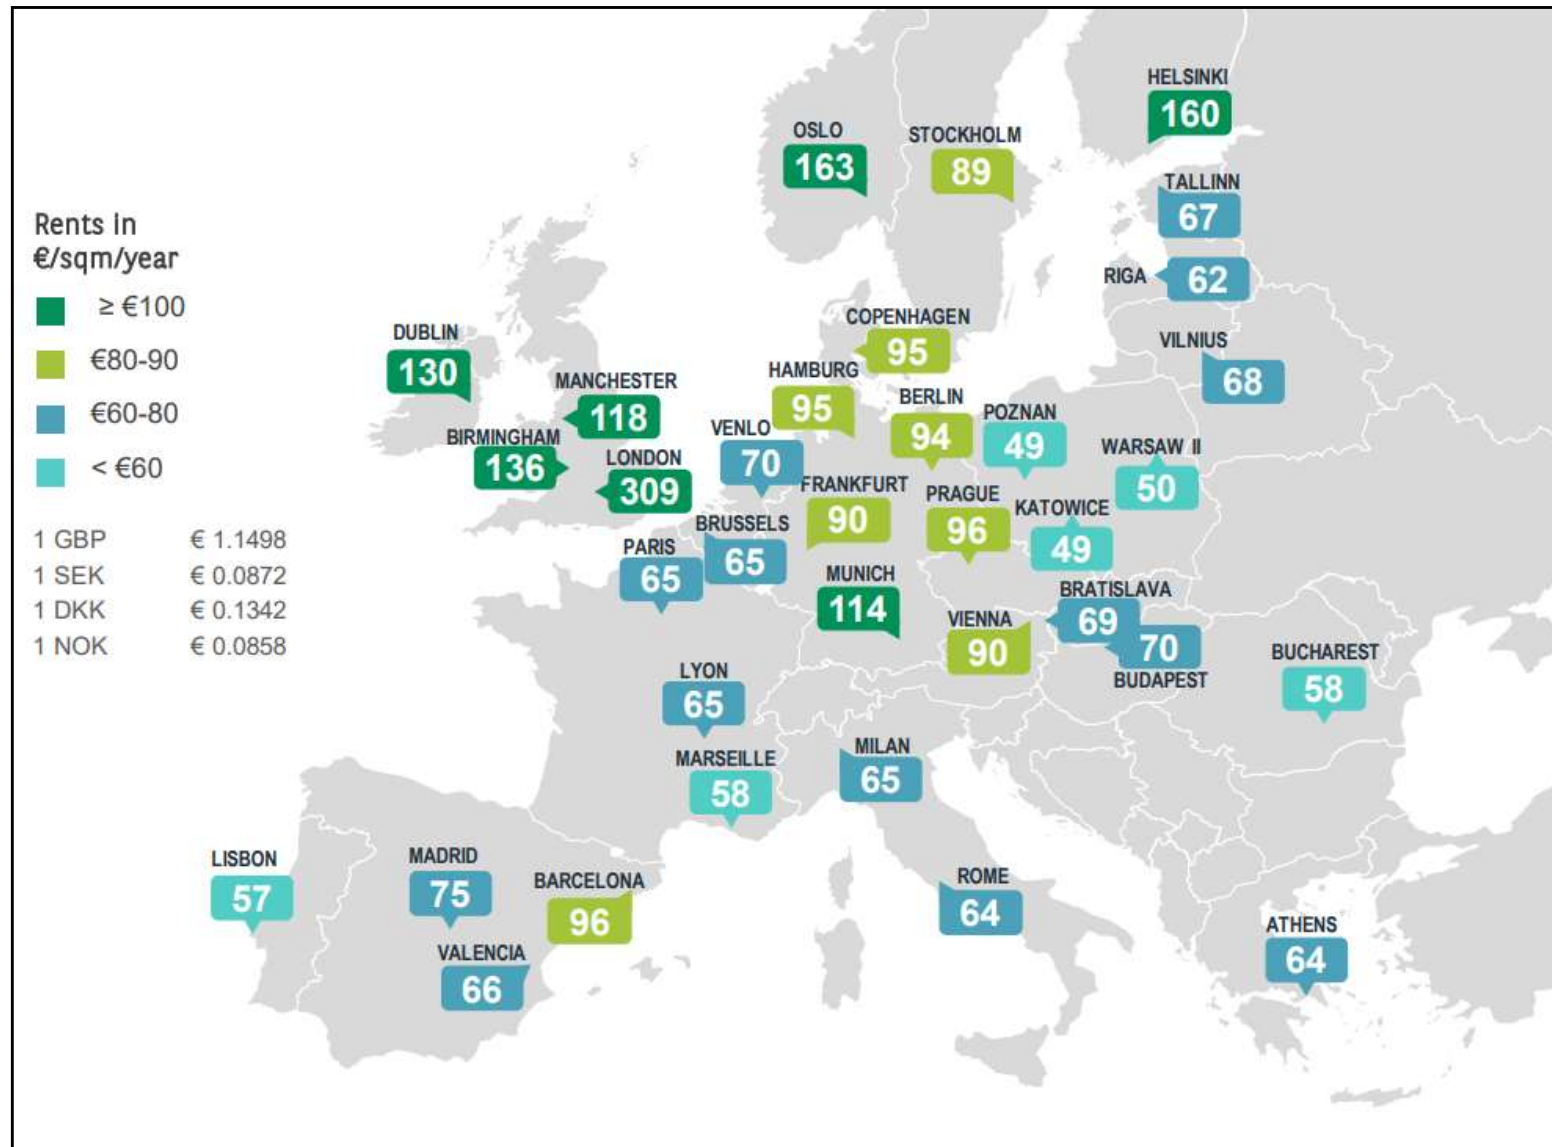 Rents in
€/sqm/year
≥ €100
€80-90
€60-80
< €60
1 GBP € 1.1498
1 SEK € 0.0872
1 DKK € 0.1342
1 NOK € 0.0858
HELSINKI
160
OSLO
163
STOCKHOLM
89
TALLINN
67
RIGA
62
VILNIUS
68
COPENHAGEN
95
DUBLIN
130
MANCHESTER
118
BIRMINGHAM
136
LONDON
309
HAMBURG
95
BERLIN
94
POZNAN
49
WARSAW II
50
VENLO
70
FRANKFURT
90
PRAGUE
96
KATOWICE
49
BRUSSELS
65
PARIS
65
MUNICH
114
VIENNA
90
BRATISLAVA
69
70
BUDAPEST
BUCHAREST
58
LYON
65
MARSEILLE
58
MILAN
65
LISBON
57
MADRID
75
BARCELONA
96
VALENCIA
66
ROME
64
ATHENS
64